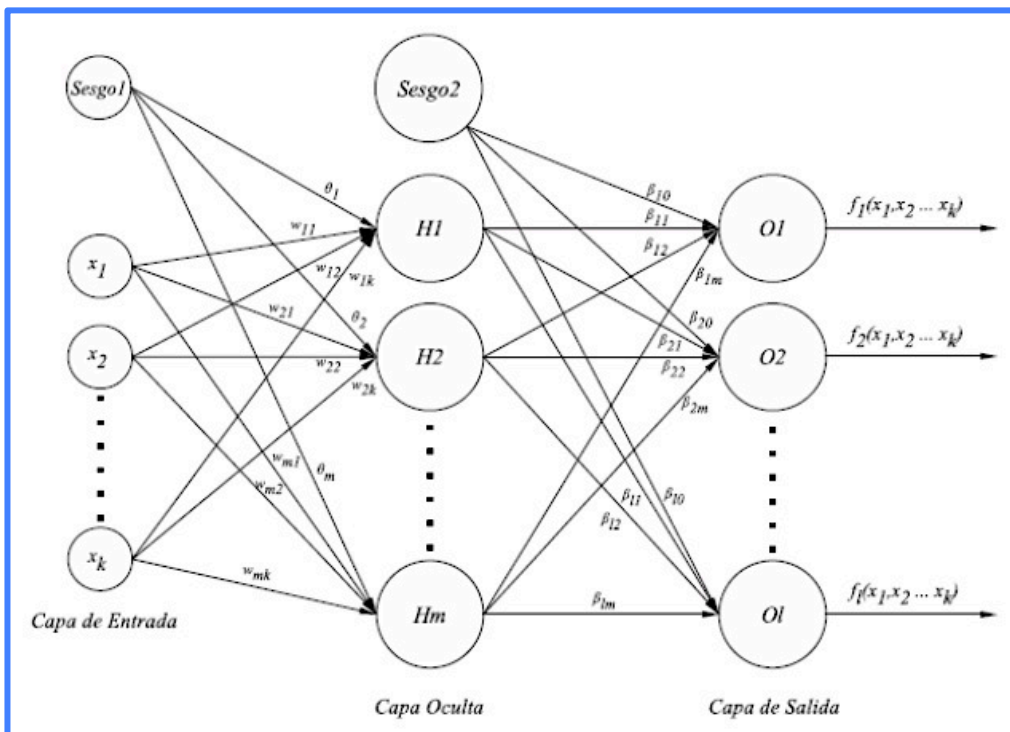 Sesgo1
Sesgo2
θ1
β10
f1(x1,x2 ... xk)
w11
H1
β11
O1
x1
w12
w1k
β12
β1m
w21
θ2
β20
f2(x1,x2 ... xk)
x2
w22
H2
β21
O2
w2k
β22
β2m
wm1
θm
wm2
βl1
βl0
βl2
xk
wmk
Hm
βlm
Ol
fl(x1,x2 ... xk)
Capa de Entrada
Capa Oculta
Capa de Salida